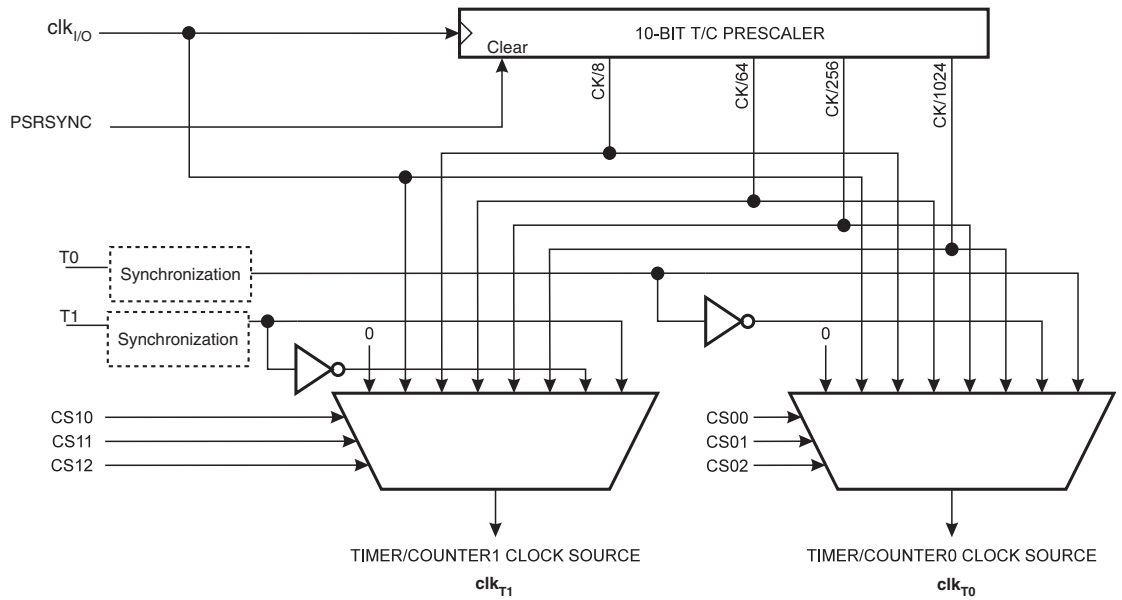 clkI/O
10-BIT T/C PRESCALER
Clear
CK/8
CK/64
CK/256
CK/1024
PSRSYNC
T0
Synchronization
T1
Synchronization
0
0
CS10
CS11
CS12
CS00
CS01
CS02
TIMER/COUNTER1 CLOCK SOURCE
clkT1
TIMER/COUNTER0 CLOCK SOURCE
clkT0